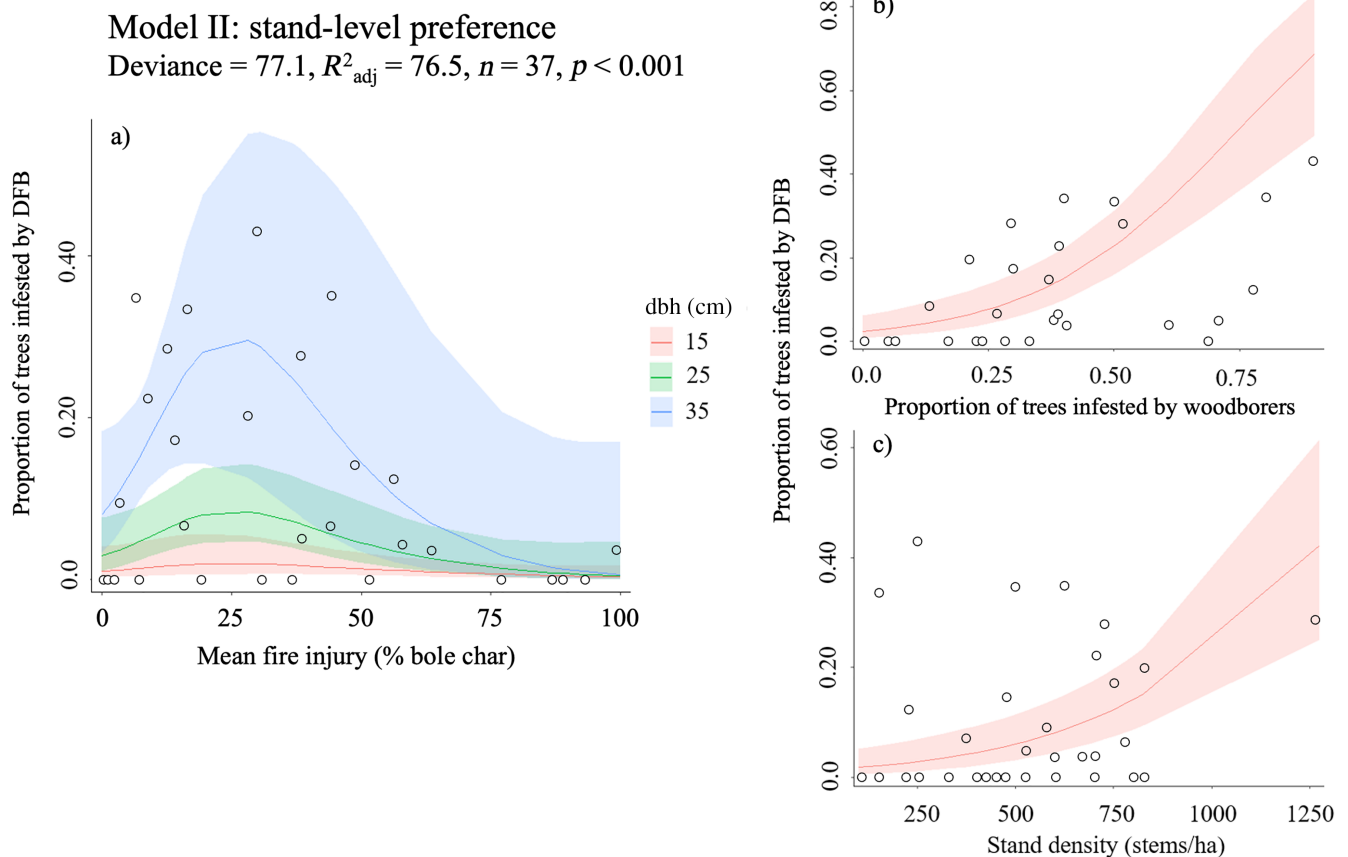 Model II: stand-level preference
Deviance = 77.1, R²adj = 76.5, n = 37, p < 0.001
a)
Proportion of trees infested by DFB
0.40
0.20
0.0
0 25 50 75 100
Mean fire injury (% bole char)
dbh (cm)
15
25
35
b)
Proportion of trees infested by DFB
0.8
0.60
0.40
0.20
0.0
0.0 0.25 0.50 0.75
Proportion of trees infested by woodborers
c)
0.60
0.40
0.20
0.0
250 500 750 1000 1250
Stand density (stems/ha)